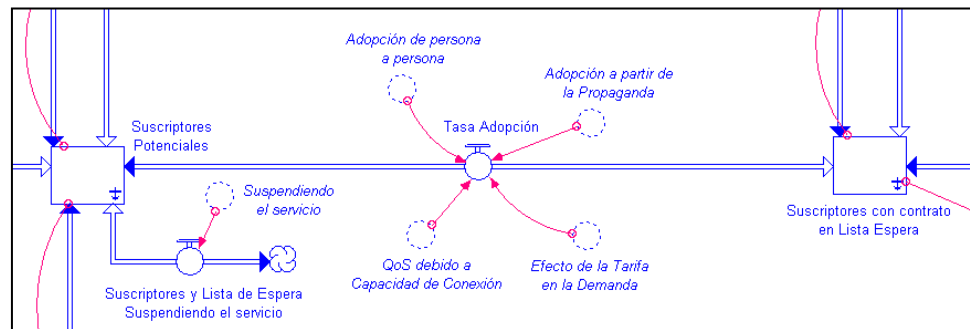 Adopción de persona
a persona
Adopción a partir de
la Propaganda
Suscriptores
Potenciales
Tasa Adopción
Suspendiendo
el servicio
Suscriptores con contrato
en Lista Espera
QoS debido a
Capacidad de Conexión
Efecto de la Tarifa
en la Demanda
Suscriptores y Lista de Espera
Suspendiendo el servicio